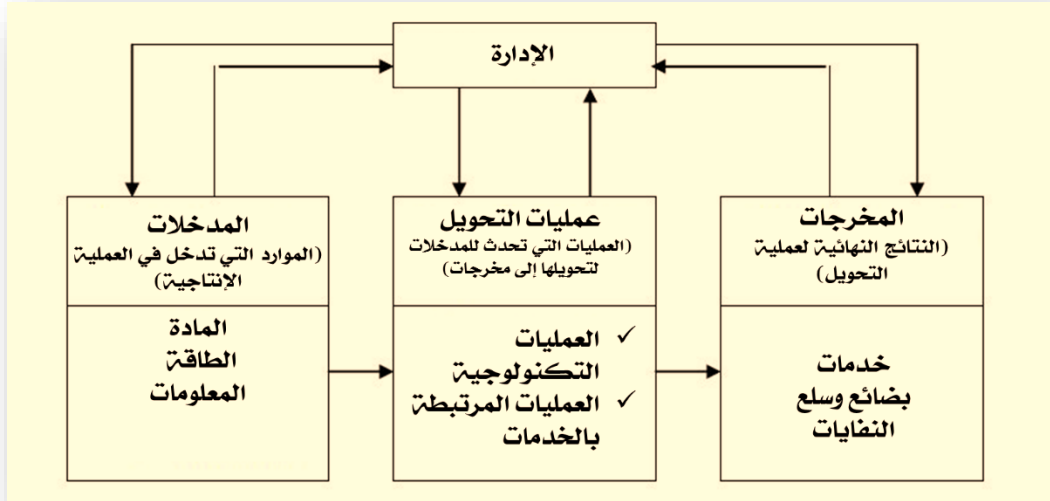 الإدارة
المدخلات
(الموارد التي تدخل في العملية
الإنتاجية)
المادة
الطاقة
المعلومات
عمليات التحويل
(العمليات التي تحدث للمدخلات
لتحويلها إلى مخرجات)
✓ العمليات
التكنولوجية
✓ العمليات المرتبطة
بالخدمات
المخرجات
(النتائج النهائية لعملية
التحويل)
خدمات
بضائع وسلع
النفايات